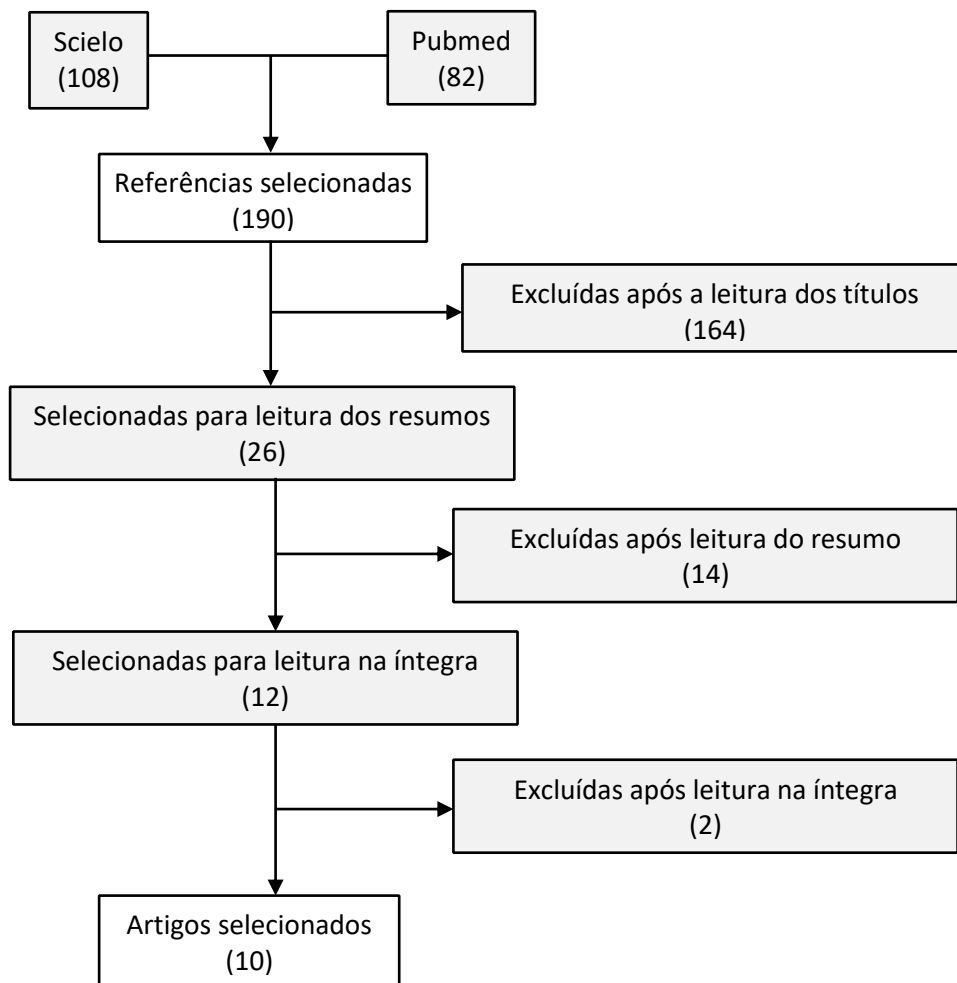 Scielo
(108)
Pubmed
(82)
Referências selecionadas
(190)
Excluídas após a leitura dos títulos
(164)
Selecionadas para leitura dos resumos
(26)
Excluídas após leitura do resumo
(14)
Selecionadas para leitura na íntegra
(12)
Excluídas após leitura na íntegra
(2)
Artigos selecionados
(10)